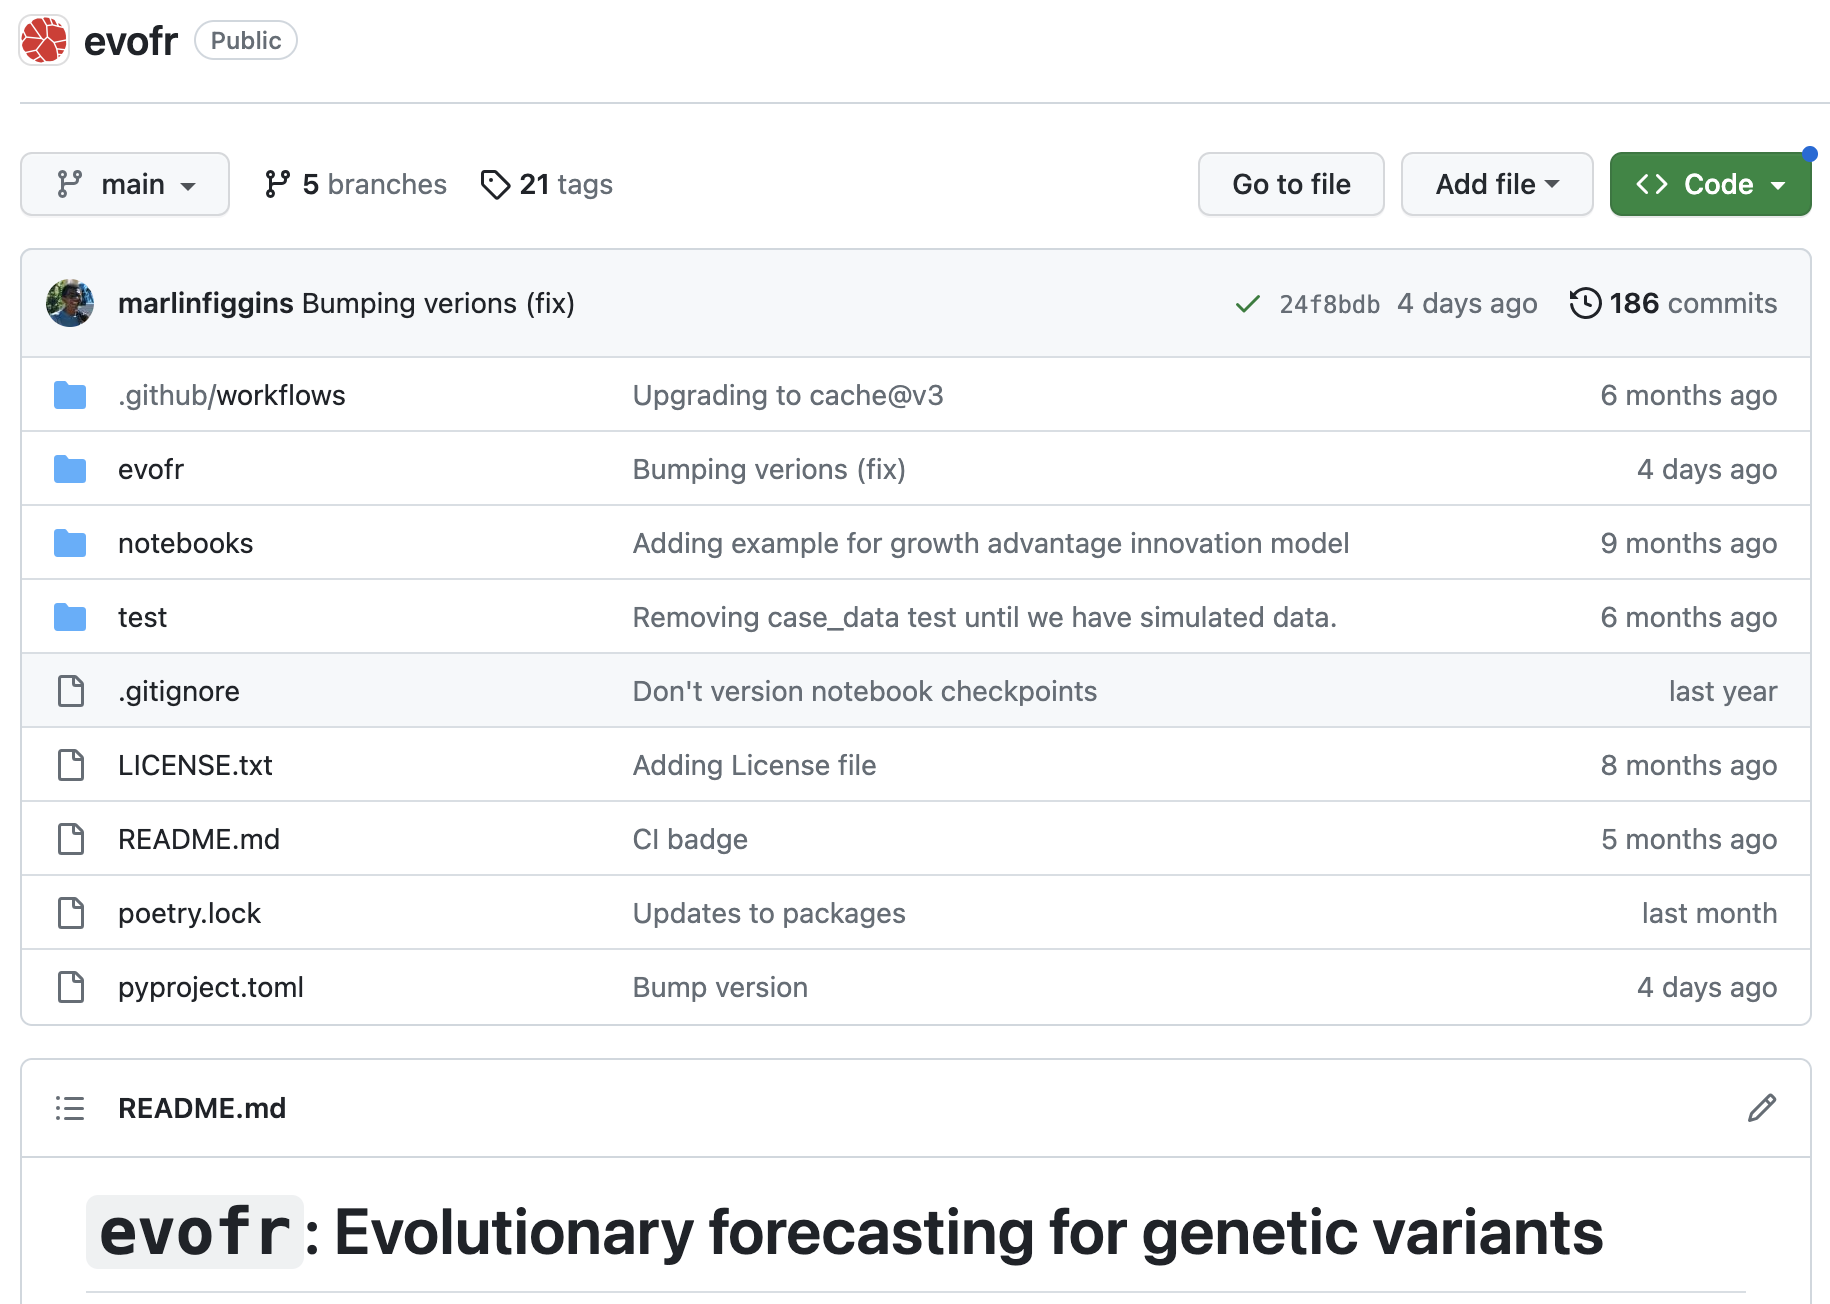 evofr Public
main 5 branches 21 tags Go to file Add file Code
marlinfiggins Bumping verions (fix) 24f8bdb 4 days ago 186 commits
.github/workflows Upgrading to cache@v3 6 months ago
evofr Bumping verions (fix) 4 days ago
notebooks Adding example for growth advantage innovation model 9 months ago
test Removing case_data test until we have simulated data. 6 months ago
.gitignore Don't version notebook checkpoints last year
LICENSE.txt Adding License file 8 months ago
README.md CI badge 5 months ago
poetry.lock Updates to packages last month
pyproject.toml Bump version 4 days ago
README.md
evofr: Evolutionary forecasting for genetic variants